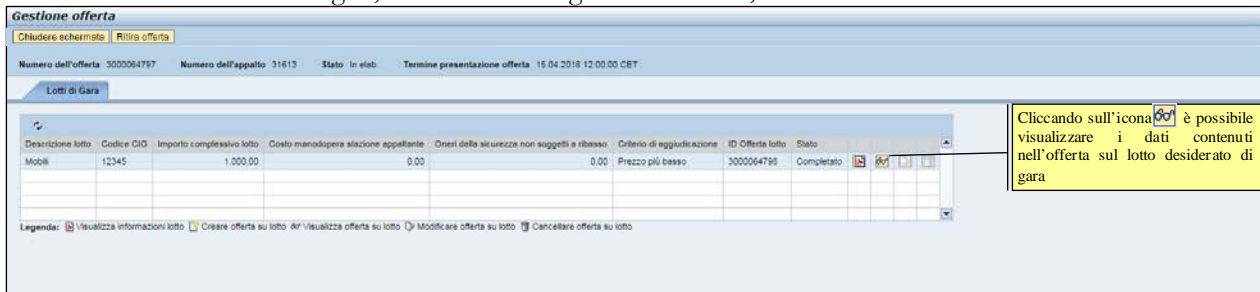 Gestione offerta
Chiudere schermata Ritira offerta
Numero dell'offerta 3000064797 Numero dell'appalto 31613 Stato In elab. Termine presentazione offerta 15.04.2018 12:00:00 CET
Lotti di Gara
Descrizione lotto Codice CIG Importo complessivo lotto Costo manodopera stazione appaltante Oneri della sicurezza non soggetti a ribasso Criterio di aggiudicazione ID Offerta lotto Stato
Mobili 12345 1.000,00 0,00 0,00 Prezzo più basso 3000064798 Completato
Legenda: Visualizza informazioni lotto Creare offerta su lotto Visualizza offerta su lotto Modificare offerta su lotto Cancellare offerta su lotto
Cliccando sull'icona è possibile
visualizzare i dati contenuti
nell'offerta sul lotto desiderato di
gara